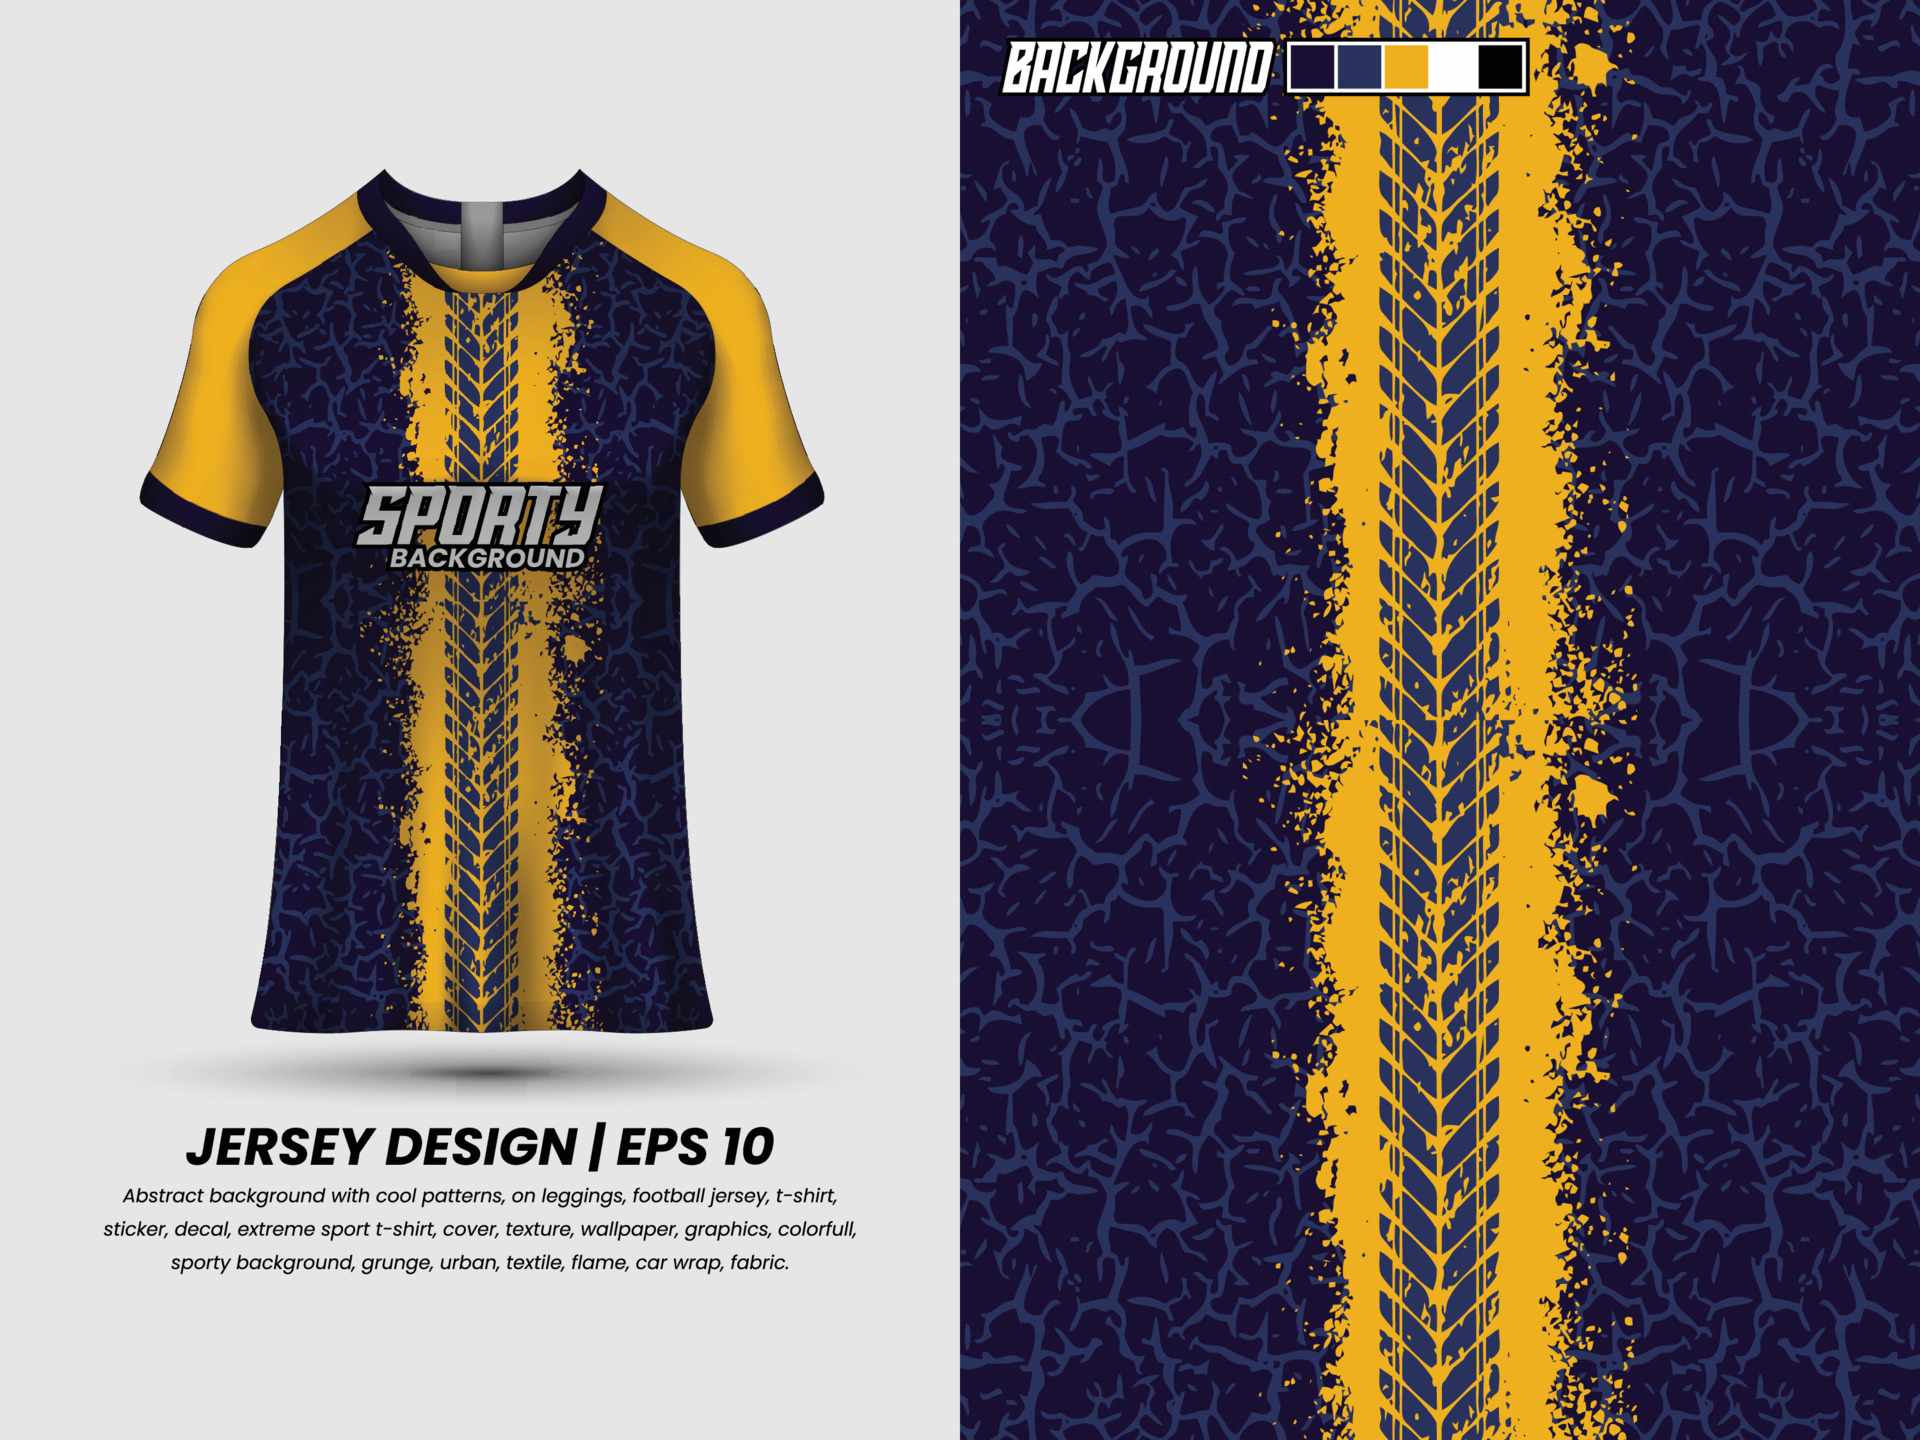 SPORTY
BACKGROUND
JERSEY DESIGN | EPS 10
Abstract background with cool patterns, on leggings, football jersey, t-shirt,
sticker, decal, extreme sport t-shirt, cover, texture, wallpaper, graphics, colorfull,
sporty background, grunge, urban, textile, flame, car wrap, fabric.
BACKGROUND